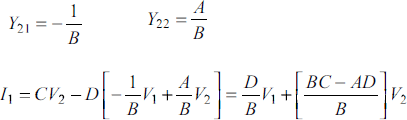 Y₂₁ = −1/B    Y₂₂ = A/B
I₁ = CV₂ − D[−(1/B)V₁ + (A/B)V₂] = (D/B)V₁ + [(BC − AD)/B]V₂